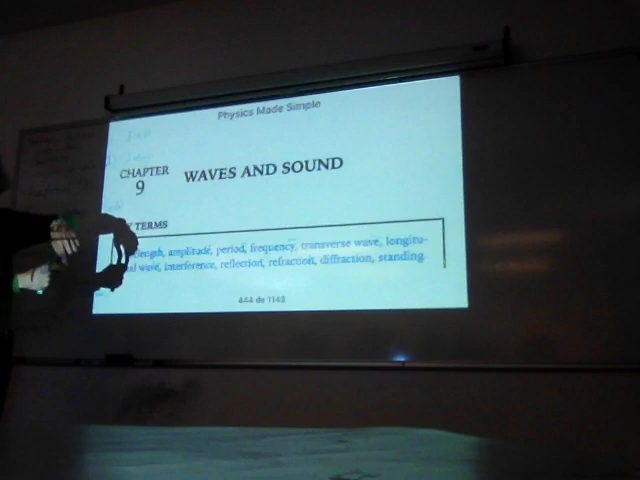 Physics Made Simple
CHAPTER
9
WAVES AND SOUND
TERMS
length, amplitude, period, frequency, transverse wave, longitu-
al wave, interference, reflection, refraction, diffraction, standing
444 de 1143